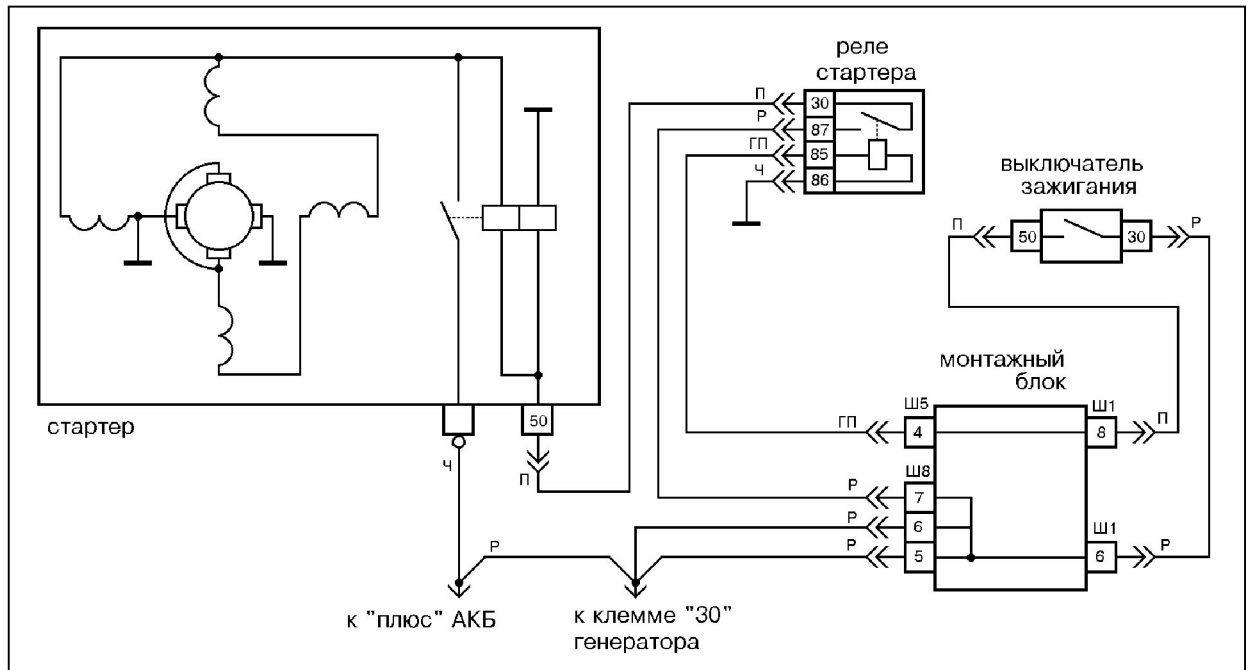 реле
стартера
П
30
Р
87
ГП
85
Ч
86
выключатель
зажигания
П
50
30
Р
монтажный
блок
стартер
50
Ч
П
Ш5
Ш1
ГП
4
8
П
Ш8
Р
7
Р
6
Ш1
Р
Р
5
6
Р
к "плюс" АКБ
к клемме "30"
генератора